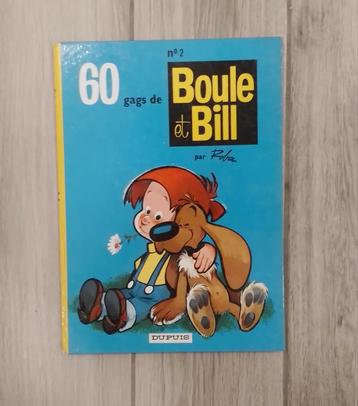 n° 2
60 gags de Boule
et Bill
par Roba
DUPUIS